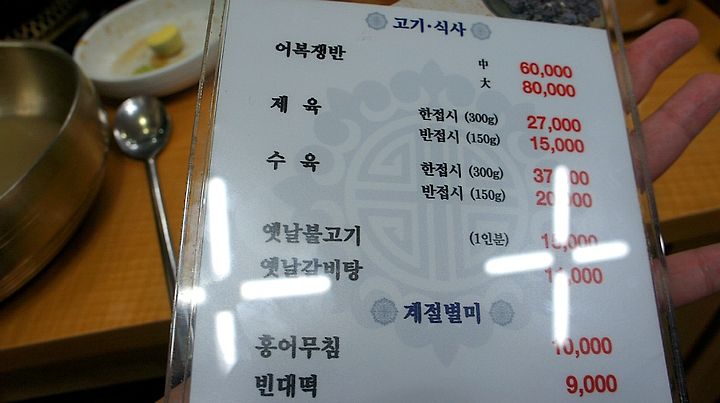 고기·식사
어복쟁반 中 60,000
大 80,000
제육 한접시 (300g) 27,000
반접시 (150g) 15,000
수육 한접시 (300g)
반접시 (150g)
옛날불고기 (1인분)
옛날갈비탕
계절별미
홍어무침 10,000
빈대떡 9,000